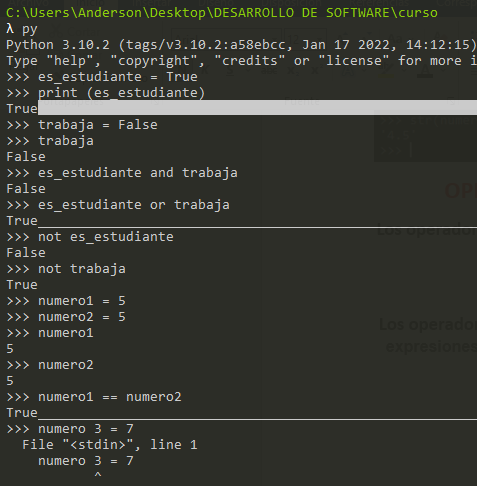 C:\Users\Anderson\Desktop\DESARROLLO DE SOFTWARE\curso
λ py
Python 3.10.2 (tags/v3.10.2:a58ebcc, Jan 17 2022, 14:12:15)
Type "help", "copyright", "credits" or "license" for more i
>>> es_estudiante = True
>>> print (es_estudiante)
True
>>> trabaja = False
>>> trabaja
False
>>> es_estudiante and trabaja
False
>>> es_estudiante or trabaja
True
>>> not es_estudiante
False
>>> not trabaja
True
>>> numero1 = 5
>>> numero2 = 5
>>> numero1
5
>>> numero2
5
>>> numero1 == numero2
True
>>> numero 3 = 7
  File "<stdin>", line 1
    numero 3 = 7
           ^
OP
Los operador
Los operador
expresiones